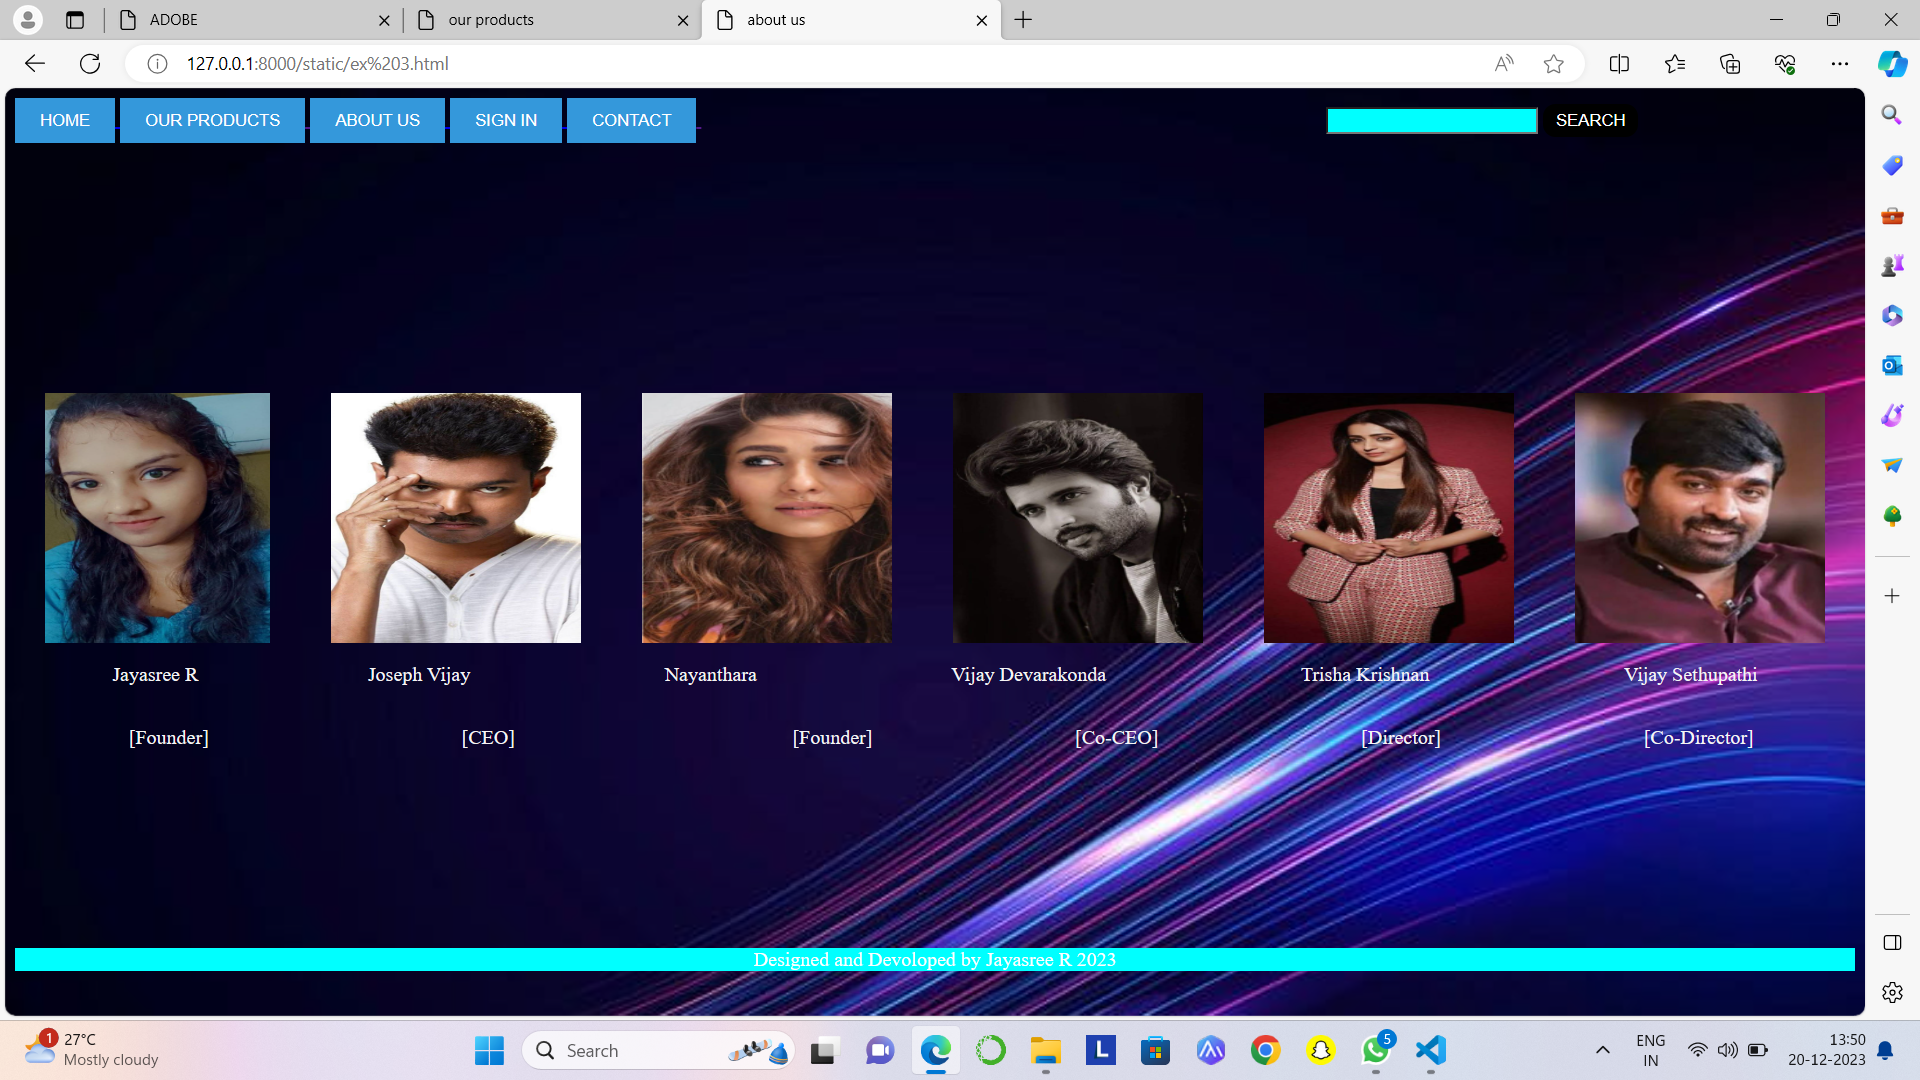 ADOBE
our products
about us
127.0.0.1:8000/static/ex%203.html
HOME
OUR PRODUCTS
ABOUT US
SIGN IN
CONTACT
SEARCH
Jayasree R
Joseph Vijay
Nayanthara
Vijay Devarakonda
Trisha Krishnan
Vijay Sethupathi
[Founder]
[CEO]
[Founder]
[Co-CEO]
[Director]
[Co-Director]
Designed and Devoloped by Jayasree R 2023
1
27°C
Mostly cloudy
Search
L
5
ENG
IN
13:50
20-12-2023